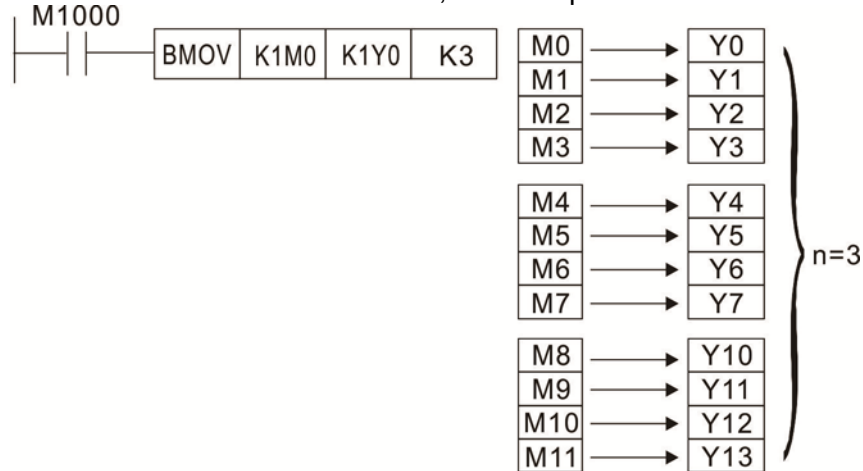 M1000
BMOV K1M0 K1Y0 K3
M0 Y0
M1 Y1
M2 Y2
M3 Y3
M4 Y4
M5 Y5
M6 Y6
M7 Y7
n=3
M8 Y10
M9 Y11
M10 Y12
M11 Y13